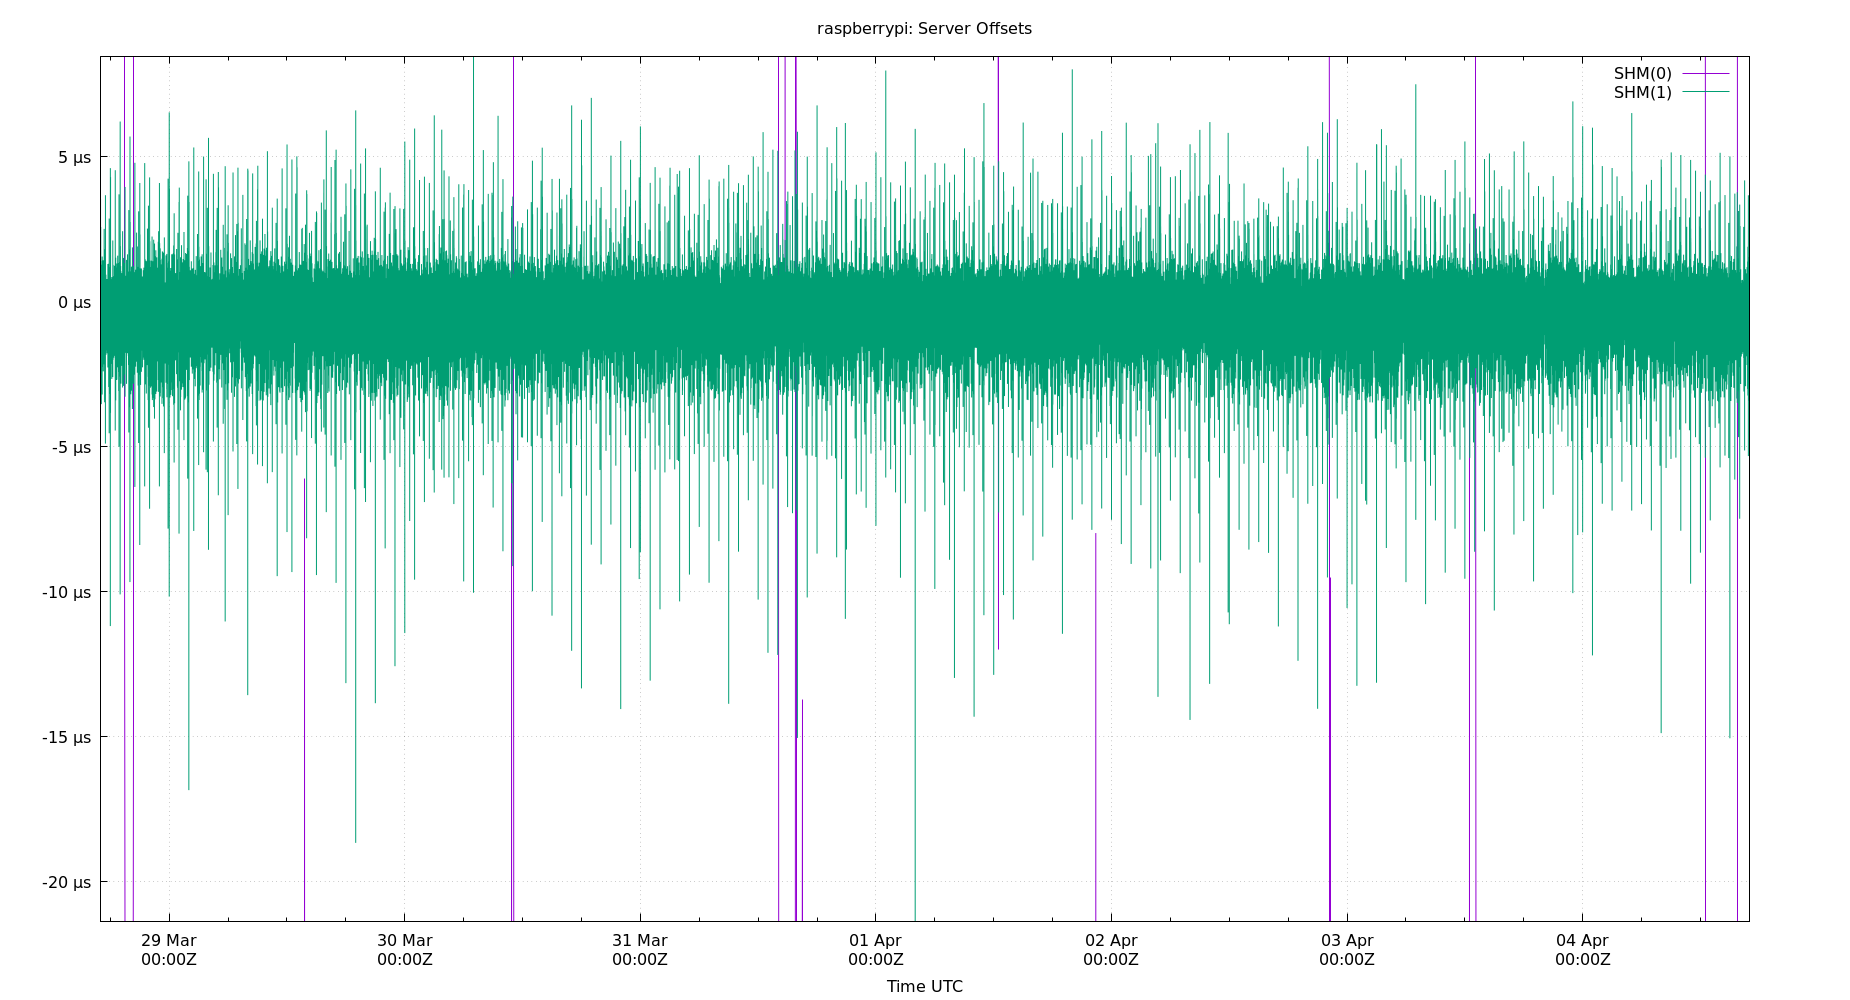 raspberrypi: Server Offsets
SHM(0)
SHM(1)
5 µs
0 µs
-5 µs
-10 µs
-15 µs
-20 µs
29 Mar 30 Mar 31 Mar 01 Apr 02 Apr 03 Apr 04 Apr
00:00Z 00:00Z 00:00Z 00:00Z 00:00Z 00:00Z 00:00Z
Time UTC